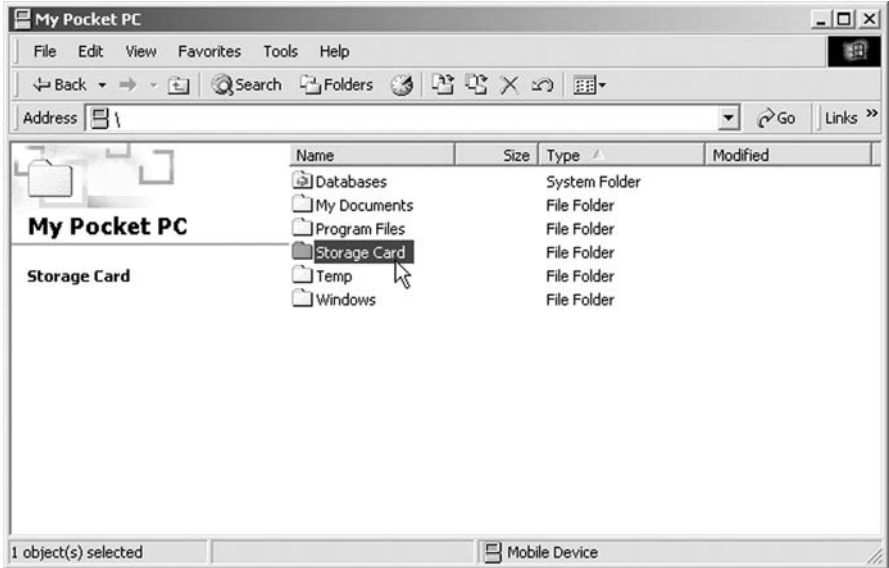 My Pocket PC
File Edit View Favorites Tools Help
Back Search Folders
Address \ Go Links »
Name Size Type Modified
Databases System Folder
My Documents File Folder
My Pocket PC
Program Files File Folder
Storage Card File Folder
Storage Card
Temp File Folder
Windows File Folder
1 object(s) selected Mobile Device